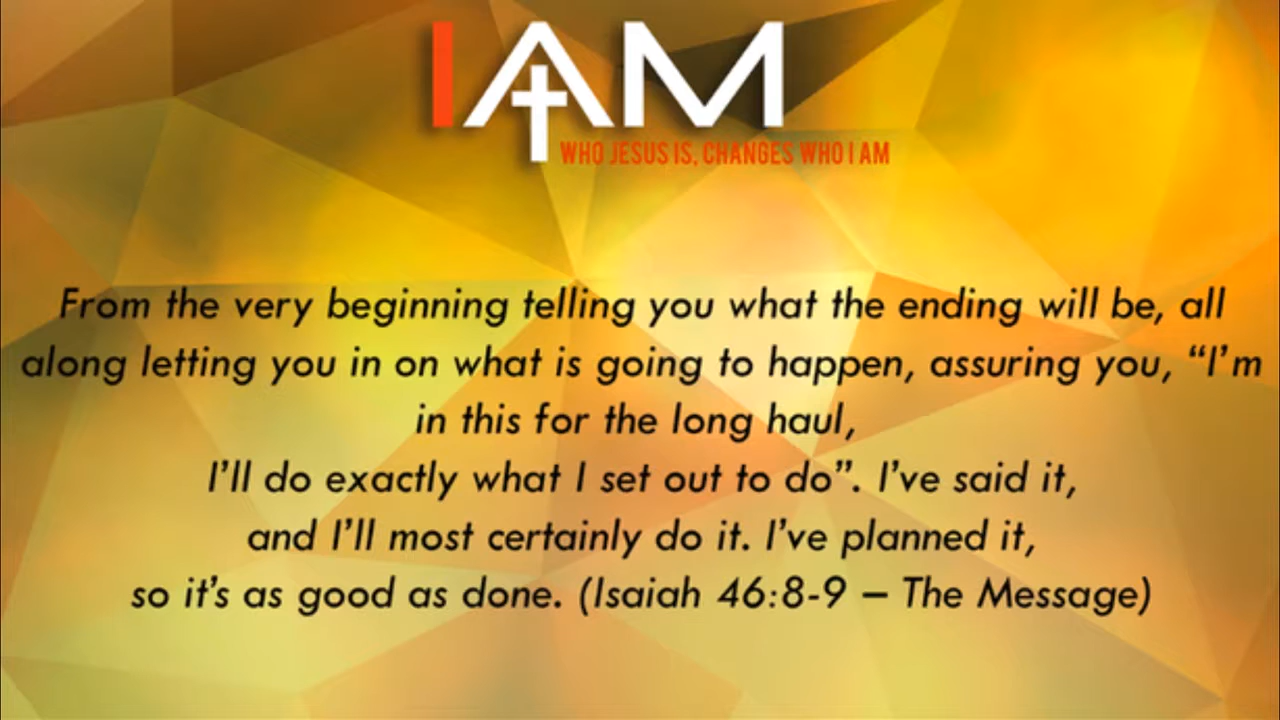 I AM
WHO JESUS IS, CHANGES WHO I AM
From the very beginning telling you what the ending will be, all
along letting you in on what is going to happen, assuring you, “I’m
in this for the long haul,
I’ll do exactly what I set out to do”. I’ve said it,
and I’ll most certainly do it. I’ve planned it,
so it’s as good as done. (Isaiah 46:8-9 – The Message)